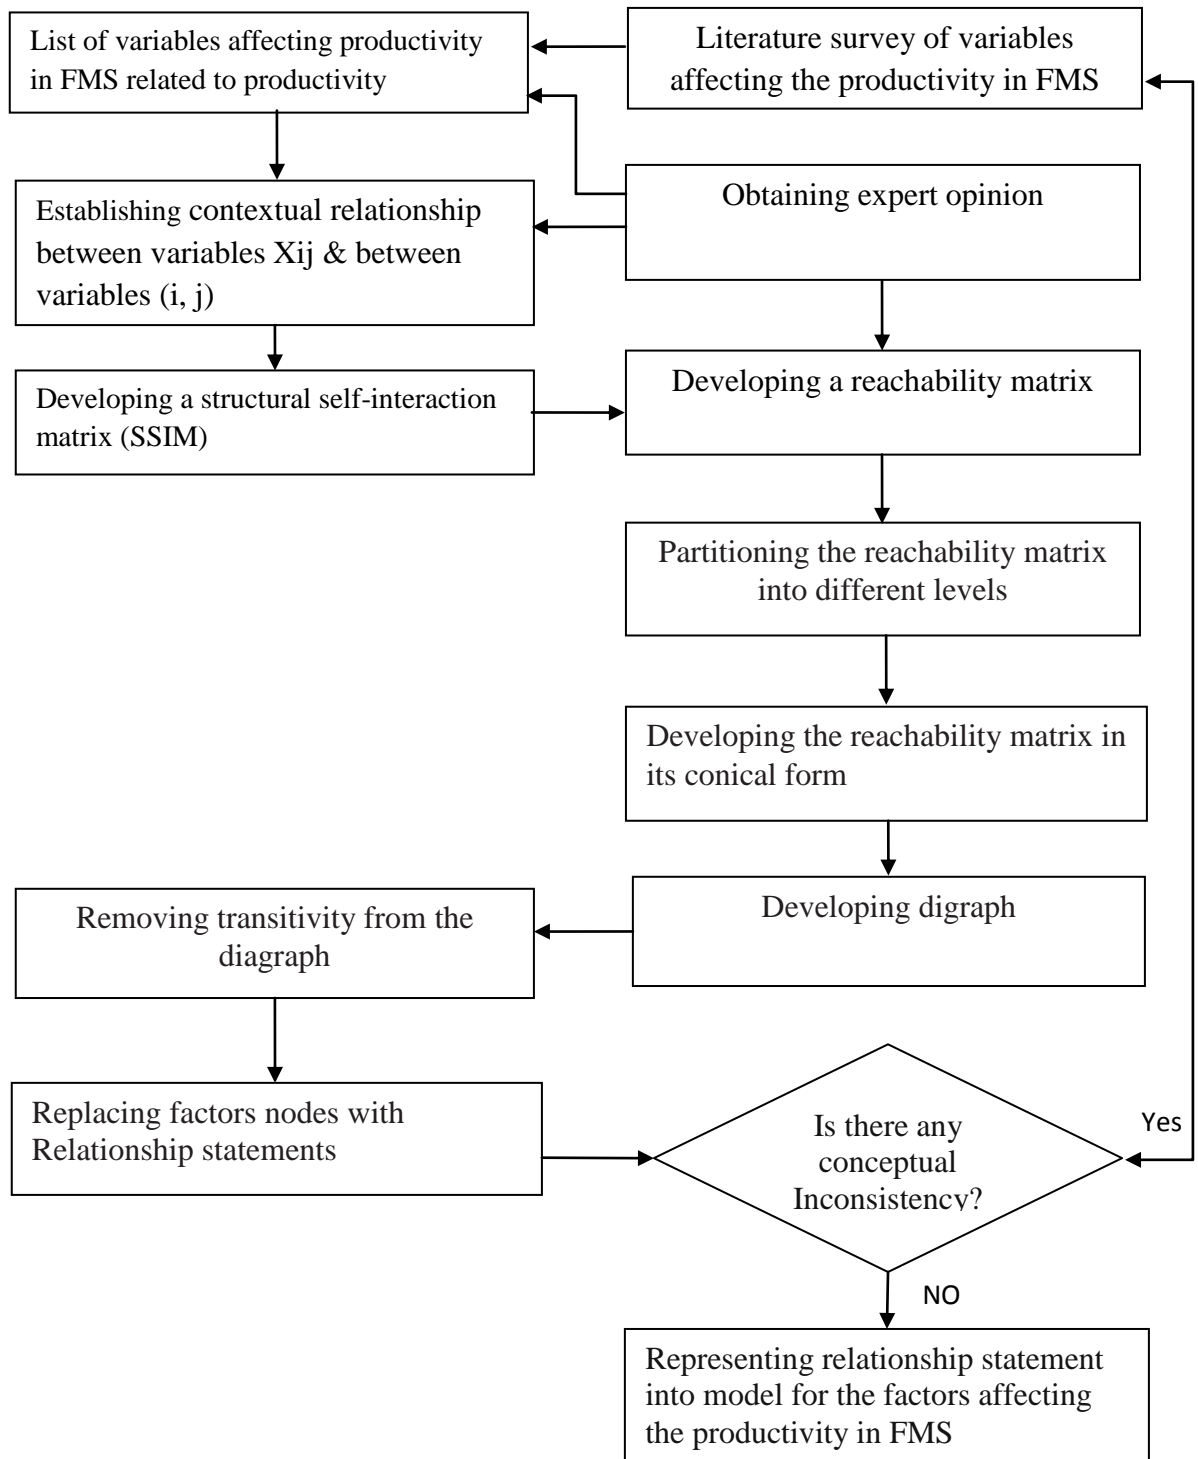 List of variables affecting productivity
in FMS related to productivity
Literature survey of variables
affecting the productivity in FMS
Establishing contextual relationship
between variables Xij & between
variables (i, j)
Obtaining expert opinion
Developing a structural self-interaction
matrix (SSIM)
Developing a reachability matrix
Partitioning the reachability matrix
into different levels
Developing the reachability matrix in
its conical form
Developing digraph
Removing transitivity from the
diagraph
Replacing factors nodes with
Relationship statements
Is there any
conceptual
Inconsistency?
Yes
NO
Representing relationship statement
into model for the factors affecting
the productivity in FMS